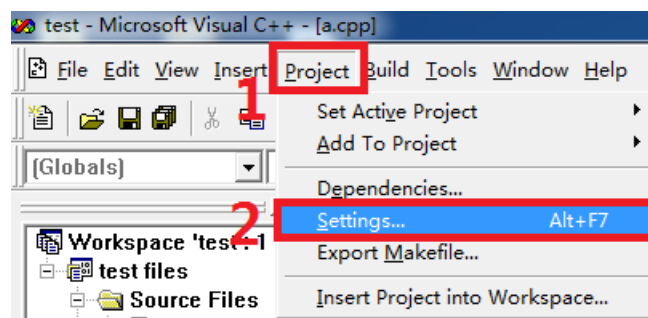 test - Microsoft Visual C++ - [a.cpp]
File Edit View Insert Project Build Tools Window Help
1
Set Active Project
Add To Project
(Globals)
Dependencies...
2
Settings... Alt+F7
Workspace 'test': 1
Export Makefile...
test files
Source Files
Insert Project into Workspace...